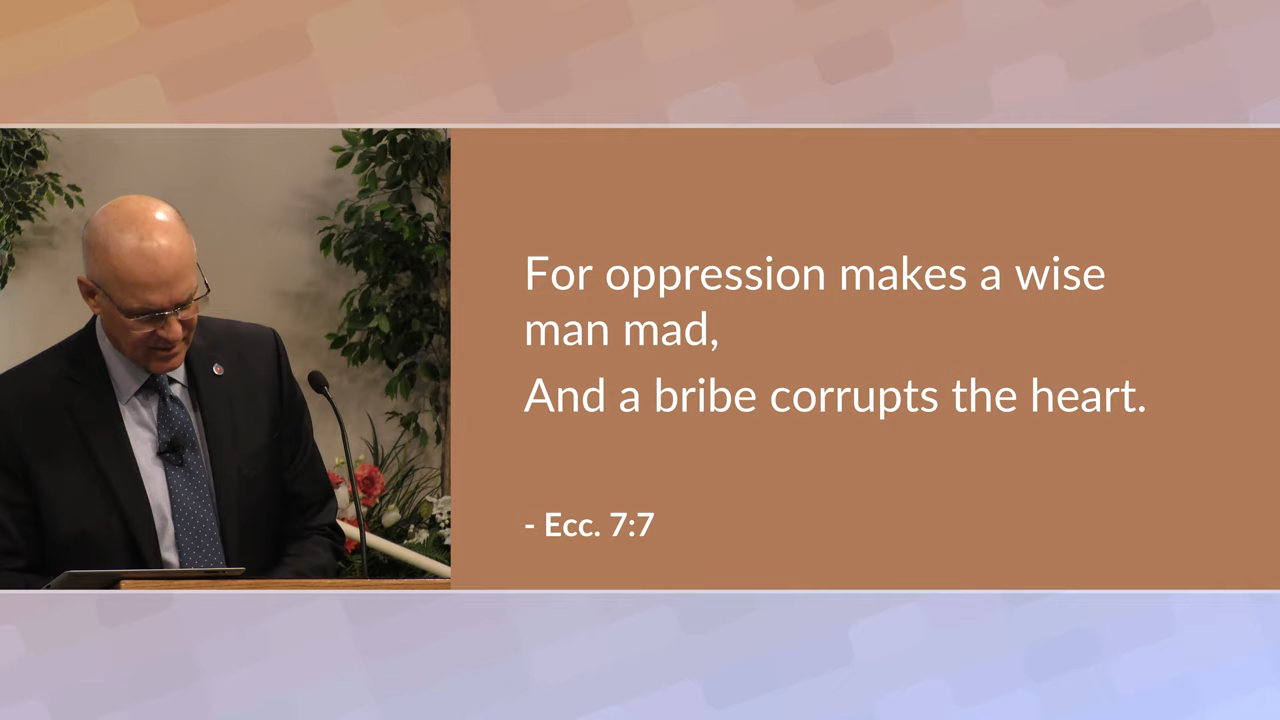 For oppression makes a wise
man mad,
And a bribe corrupts the heart.
- Ecc. 7:7